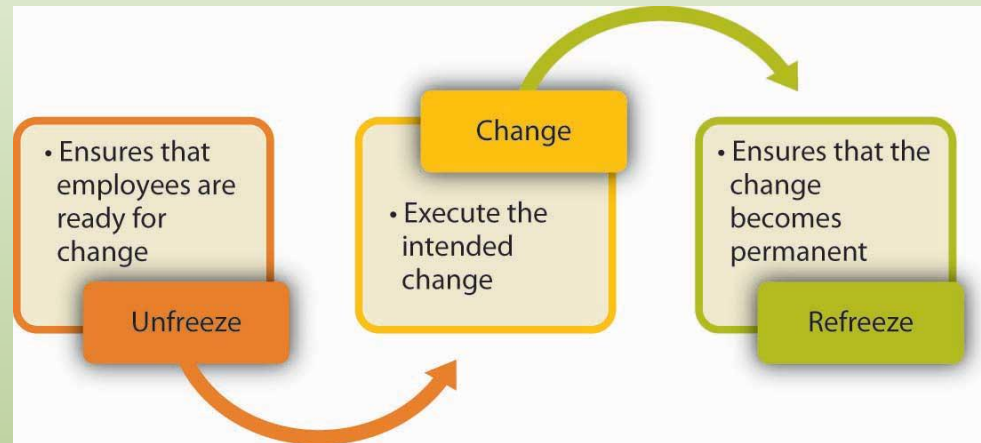 • Ensures that
employees are
ready for
change
Unfreeze
Change
• Execute the
intended
change
• Ensures that the
change
becomes
permanent
Refreeze